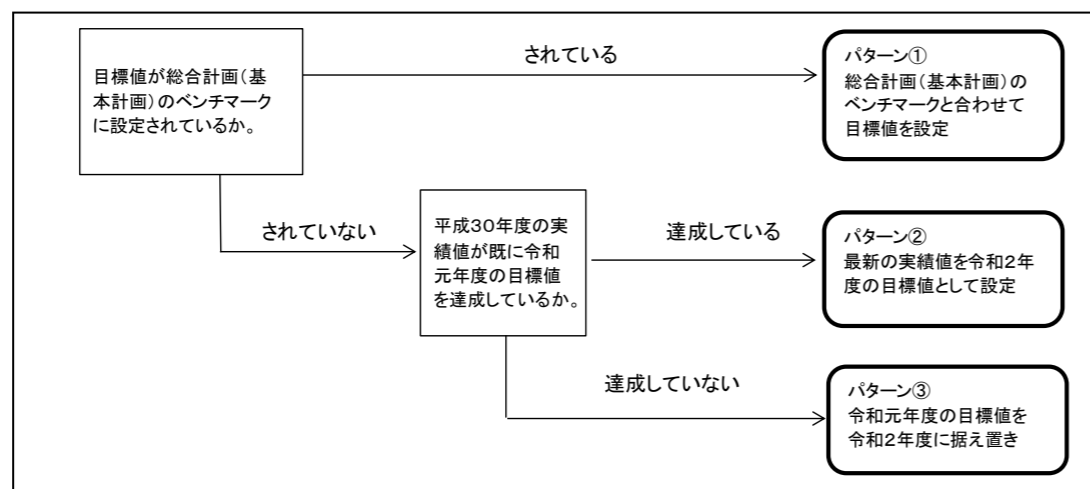 目標値が総合計画(基
本計画)のベンチマーク
に設定されているか。
されている
パターン①
総合計画(基本計画)の
ベンチマークと合わせて
目標値を設定
されていない
平成30年度の実
績値が既に令和
元年度の目標値
を達成しているか。
達成している
パターン②
最新の実績値を令和2年
度の目標値として設定
達成していない
パターン③
令和元年度の目標値を
令和2年度に据え置き